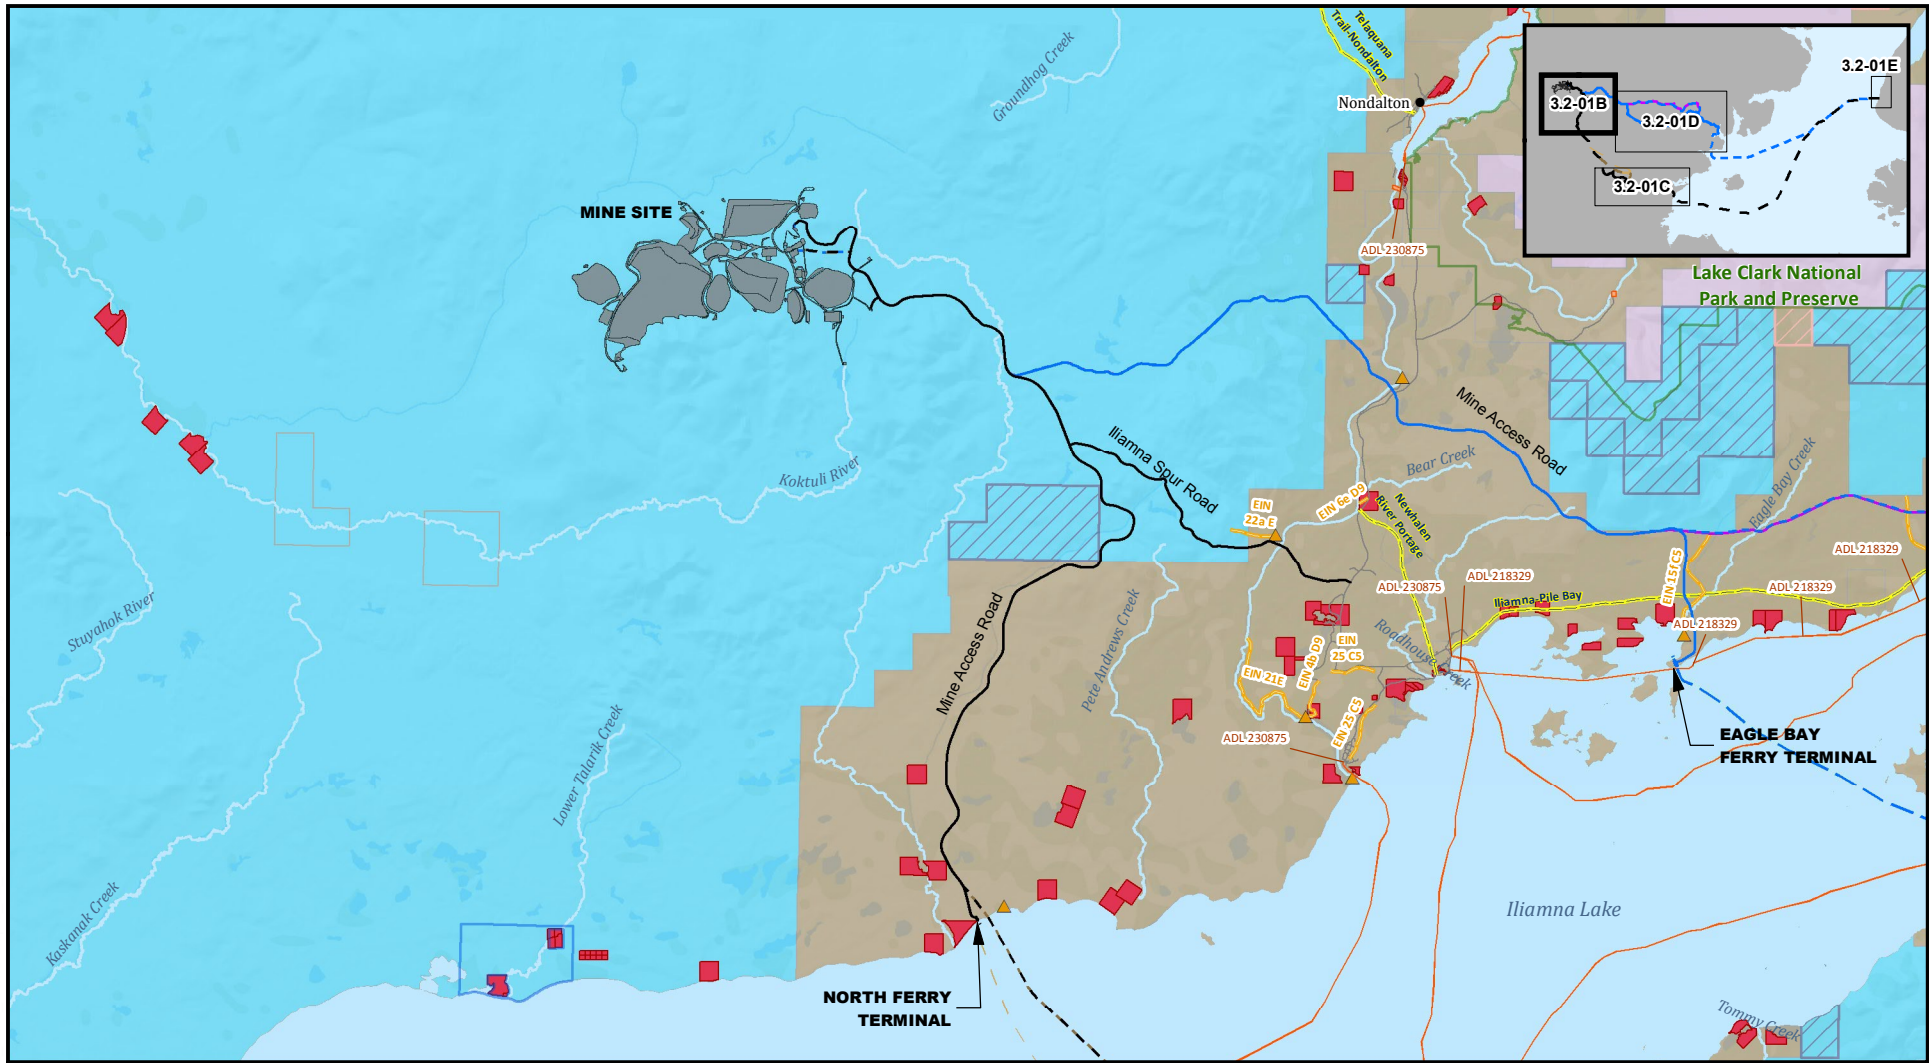 Telaquana
Trail-Nondalton
Groundhog Creek
Nondalton
3.2-01E
3.2-01B
3.2-01D
3.2-01C
MINE SITE
ADL 230875
Lake Clark National
Park and Preserve
Mine Access Road
Iliamna Spur Road
Bear Creek
Eagle Bay Creek
Koktuli River
EIN
22a E
EIN 6e D9
Newhalen
River Portage
EIN 15f C5
ADL 218329
ADL 230875
ADL 218329
ADL 218329
Iliamna-Pile Bay
Stuyahok River
Mine Access Road
Pete Andrews Creek
Roadhouse Creek
ADL 218329
EIN 21E
EIN 4b D9
EIN
25 C5
EIN 25 C5
ADL 230875
Lower Talarik Creek
EAGLE BAY
FERRY TERMINAL
Kaskanak Creek
Iliamna Lake
NORTH FERRY
TERMINAL
Tommy Creek